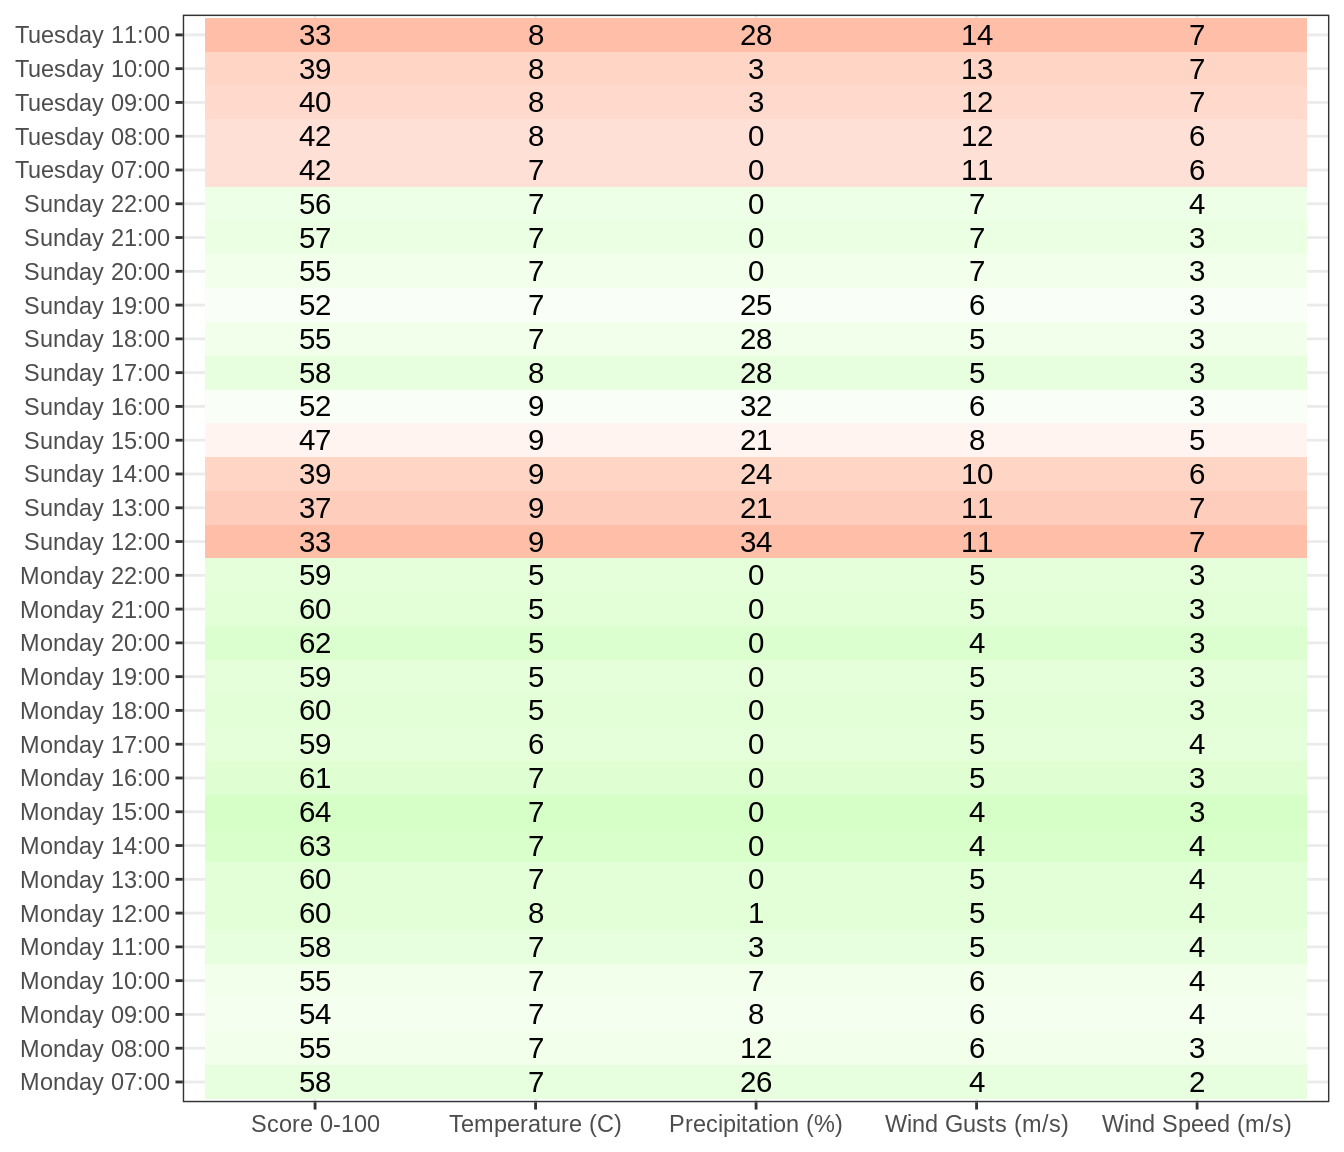 Tuesday 11:00 33 8 28 14 7
Tuesday 10:00 39 8 3 13 7
Tuesday 09:00 40 8 3 12 7
Tuesday 08:00 42 8 0 12 6
Tuesday 07:00 42 7 0 11 6
Sunday 22:00 56 7 0 7 4
Sunday 21:00 57 7 0 7 3
Sunday 20:00 55 7 0 7 3
Sunday 19:00 52 7 25 6 3
Sunday 18:00 55 7 28 5 3
Sunday 17:00 58 8 28 5 3
Sunday 16:00 52 9 32 6 3
Sunday 15:00 47 9 21 8 5
Sunday 14:00 39 9 24 10 6
Sunday 13:00 37 9 21 11 7
Sunday 12:00 33 9 34 11 7
Monday 22:00 59 5 0 5 3
Monday 21:00 60 5 0 5 3
Monday 20:00 62 5 0 4 3
Monday 19:00 59 5 0 5 3
Monday 18:00 60 5 0 5 3
Monday 17:00 59 6 0 5 4
Monday 16:00 61 7 0 5 3
Monday 15:00 64 7 0 4 3
Monday 14:00 63 7 0 4 4
Monday 13:00 60 7 0 5 4
Monday 12:00 60 8 1 5 4
Monday 11:00 58 7 3 5 4
Monday 10:00 55 7 7 6 4
Monday 09:00 54 7 8 6 4
Monday 08:00 55 7 12 6 3
Monday 07:00 58 7 26 4 2
Score 0-100 Temperature (C) Precipitation (%) Wind Gusts (m/s) Wind Speed (m/s)